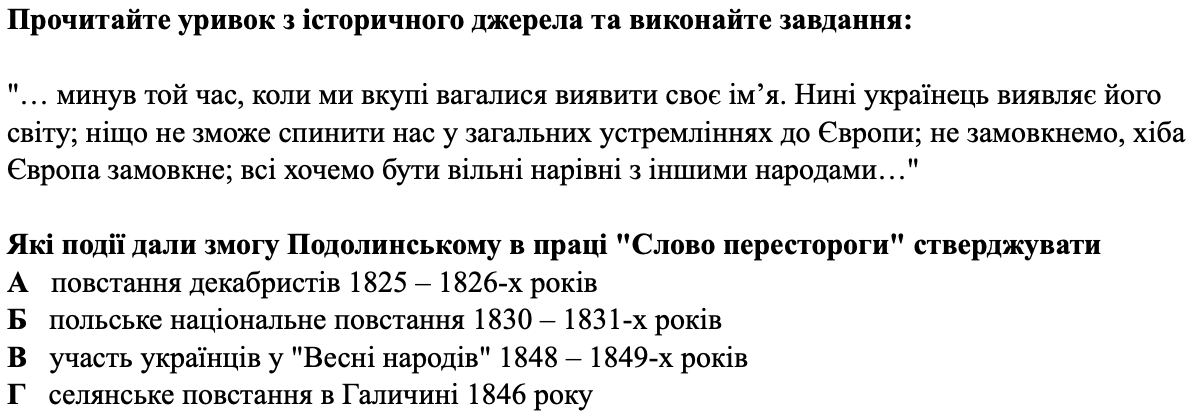 Прочитайте уривок з історичного джерела та виконайте завдання:
"… минув той час, коли ми вкупі вагалися виявити своє ім’я. Нині українець виявляє його
світу; ніщо не зможе спинити нас у загальних устремліннях до Європи; не замовкнемо, хіба
Європа замовкне; всі хочемо бути вільні нарівні з іншими народами…"
Які події дали змогу Подолинському в праці "Слово перестороги" стверджувати
А повстання декабристів 1825 – 1826-х років
Б польське національне повстання 1830 – 1831-х років
В участь українців у "Весні народів" 1848 – 1849-х років
Г селянське повстання в Галичині 1846 року